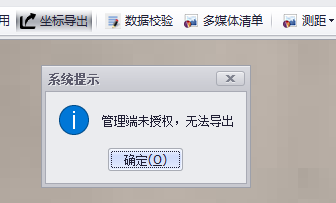 用 坐标导出 数据校验 多媒体清单 测距
系统提示
管理端未授权，无法导出
确定(O)